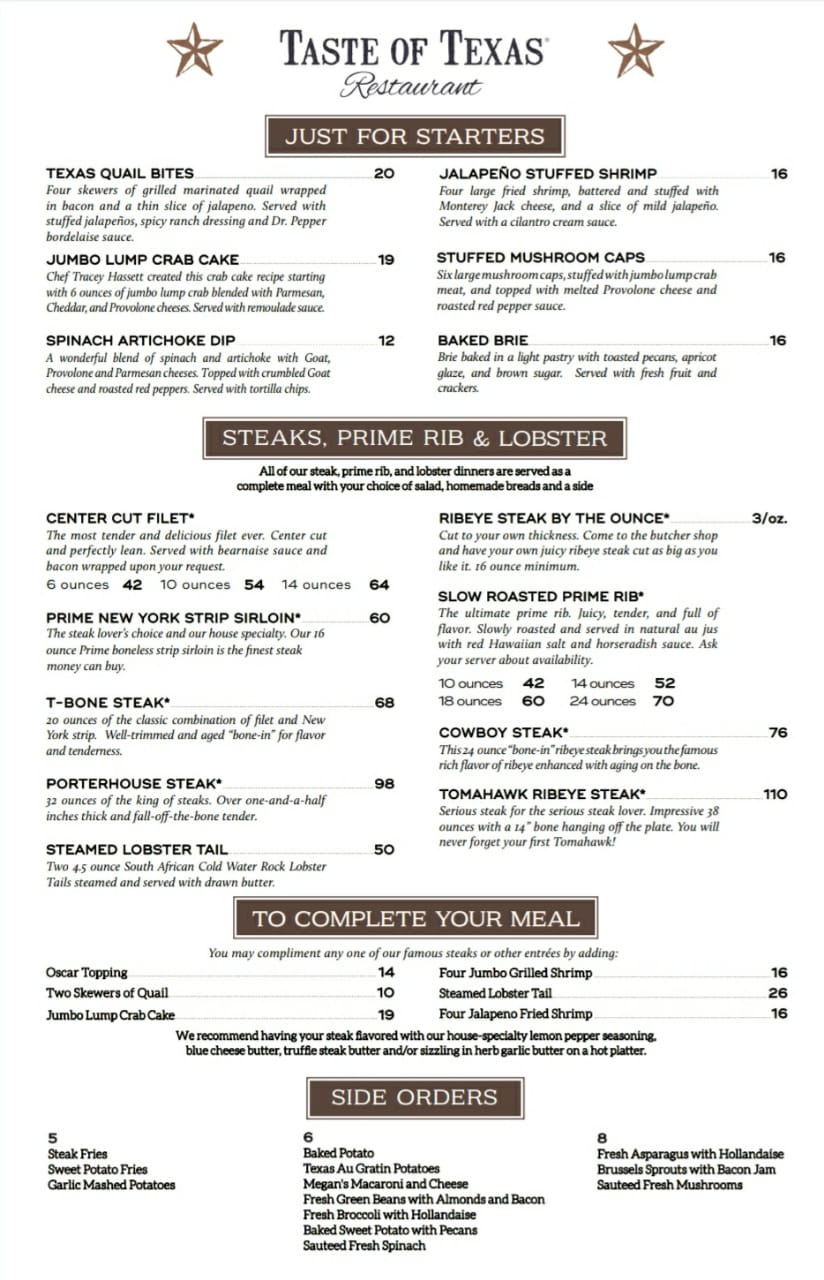 TASTE OF TEXAS®
Restaurant
JUST FOR STARTERS
TEXAS QUAIL BITES 20
Four skewers of grilled marinated quail wrapped
in bacon and a thin slice of jalapeno. Served with
stuffed jalapeños, spicy ranch dressing and Dr. Pepper
bordelaise sauce.
JUMBO LUMP CRAB CAKE 19
Chef Tracey Hassett created this crab cake recipe starting
with 6 ounces of jumbo lump crab blended with Parmesan,
Cheddar, and Provolone cheeses. Served with remoulade sauce.
SPINACH ARTICHOKE DIP 12
A wonderful blend of spinach and artichoke with Goat,
Provolone and Parmesan cheeses. Topped with crumbled Goat
cheese and roasted red peppers. Served with tortilla chips.
JALAPEÑO STUFFED SHRIMP 16
Four large fried shrimp, battered and stuffed with
Monterey Jack cheese, and a slice of mild jalapeño.
Served with a cilantro cream sauce.
STUFFED MUSHROOM CAPS 16
Six large mushroom caps, stuffed with jumbo lump crab
meat, and topped with melted Provolone cheese and
roasted red pepper sauce.
BAKED BRIE 16
Brie baked in a light pastry with toasted pecans, apricot
glaze, and brown sugar. Served with fresh fruit and
crackers.
STEAKS, PRIME RIB & LOBSTER
All of our steak, prime rib, and lobster dinners are served as a
complete meal with your choice of salad, homemade breads and a side
CENTER CUT FILET*
The most tender and delicious filet ever. Center cut
and perfectly lean. Served with bearnaise sauce and
bacon wrapped upon your request.
6 ounces 42 10 ounces 54 14 ounces 64
PRIME NEW YORK STRIP SIRLOIN* 60
The steak lover's choice and our house specialty. Our 16
ounce Prime boneless strip sirloin is the finest steak
money can buy.
T-BONE STEAK* 68
20 ounces of the classic combination of filet and New
York strip. Well-trimmed and aged "bone-in" for flavor
and tenderness.
PORTERHOUSE STEAK* 98
32 ounces of the king of steaks. Over one-and-a-half
inches thick and fall-off-the-bone tender.
STEAMED LOBSTER TAIL 50
Two 4.5 ounce South African Cold Water Rock Lobster
Tails steamed and served with drawn butter.
RIBEYE STEAK BY THE OUNCE* 3/oz.
Cut to your own thickness. Come to the butcher shop
and have your own juicy ribeye steak cut as big as you
like it. 16 ounce minimum.
SLOW ROASTED PRIME RIB*
The ultimate prime rib. Juicy, tender, and full of
flavor. Slowly roasted and served in natural au jus
with red Hawaiian salt and horseradish sauce. Ask
your server about availability.
10 ounces 42 14 ounces 52
18 ounces 60 24 ounces 70
COWBOY STEAK* 76
This 24 ounce "bone-in" ribeye steak brings you the famous
rich flavor of ribeye enhanced with aging on the bone.
TOMAHAWK RIBEYE STEAK* 110
Serious steak for the serious steak lover. Impressive 38
ounces with a 14" bone hanging off the plate. You will
never forget your first Tomahawk!
TO COMPLETE YOUR MEAL
You may compliment any one of our famous steaks or other entrées by adding:
Oscar Topping 14
Two Skewers of Quail 10
Jumbo Lump Crab Cake 19
Four Jumbo Grilled Shrimp 16
Steamed Lobster Tail 26
Four Jalapeno Fried Shrimp 16
We recommend having your steak flavored with our house-specialty lemon pepper seasoning,
blue cheese butter, truffle steak butter and/or sizzling in herb garlic butter on a hot platter.
SIDE ORDERS
5
Steak Fries
Sweet Potato Fries
Garlic Mashed Potatoes
6
Baked Potato
Texas Au Gratin Potatoes
Megan's Macaroni and Cheese
Fresh Green Beans with Almonds and Bacon
Fresh Broccoli with Hollandaise
Baked Sweet Potato with Pecans
Sauteed Fresh Spinach
8
Fresh Asparagus with Hollandaise
Brussels Sprouts with Bacon Jam
Sauteed Fresh Mushrooms